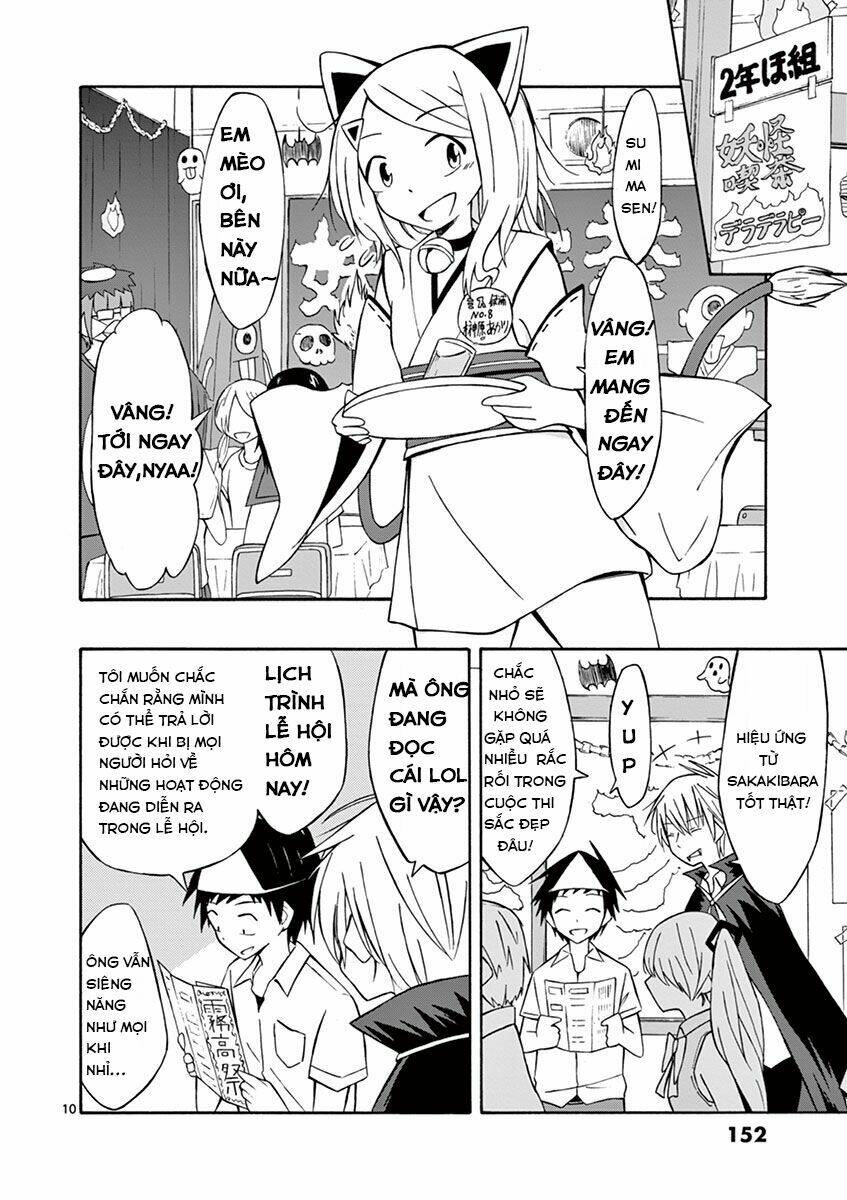 2年ほ組
妖怪
喫茶
デラデラピー
SU
MI
MA
SEN!
VÂNG!
EM
MANG
ĐẾN
NGAY
ĐÂY!
EM
MÈO
ƠI,
BÊN
NÀY
NỮA~
VÂNG!
TỚI NGAY
ĐÂY,NYAA!
No.8
HIỆU ỨNG
TỪ
SAKAKIBARA
TỐT THẬT!
YUP
CHẮC
NHỎ SẼ
KHÔNG
GẶP QUÁ
NHIỀU RẮC
RỐI TRONG
CUỘC THI
SẮC ĐẸP
ĐÂU!
MÀ ÔNG
ĐANG
ĐỌC
CÁI LOL
GÌ VẬY?
LỊCH
TRÌNH
LỄ HỘI
HÔM
NAY!
TÔI MUỐN CHẮC
CHẮN RẰNG MÌNH
CÓ THỂ TRẢ LỜI
ĐƯỢC KHI BỊ MỌI
NGƯỜI HỎI VỀ
NHỮNG HOẠT ĐỘNG
ĐANG DIỄN RA
TRONG LỄ HỘI.
ÔNG VẪN
SIÊNG
NĂNG
NHƯ MỌI
KHI
NHỈ...
10
152